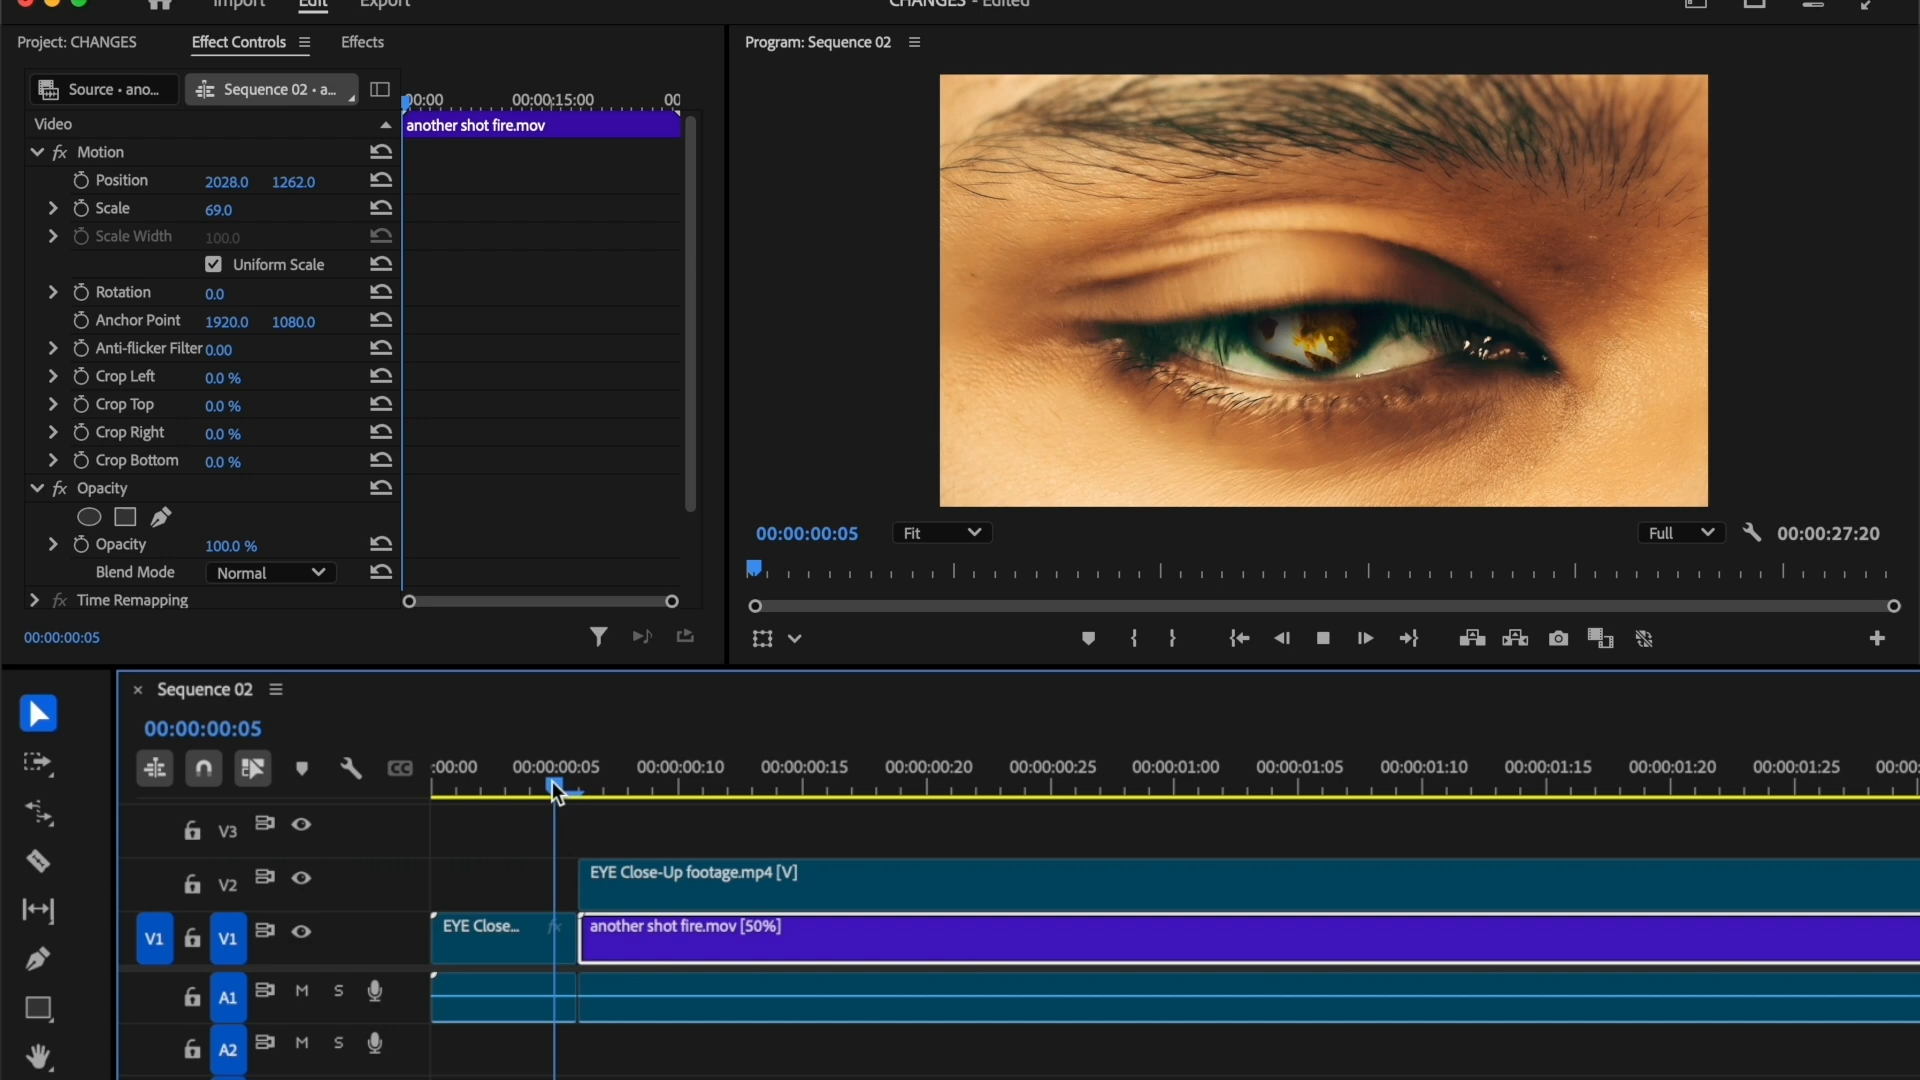 Import Edit Export
CHANGES - Edited
Project: CHANGES Effect Controls Effects
Source • ano... Sequence 02 • a...
00:00 00:00:15:00 00
Video
another shot fire.mov
fx Motion
Position 2028.0 1262.0
Scale 69.0
Scale Width 100.0
Uniform Scale
Rotation 0.0
Anchor Point 1920.0 1080.0
Anti-flicker Filter 0.00
Crop Left 0.0 %
Crop Top 0.0 %
Crop Right 0.0 %
Crop Bottom 0.0 %
fx Opacity
Opacity 100.0 %
Blend Mode Normal
fx Time Remapping
00:00:00:05
Program: Sequence 02
00:00:00:05 Fit Full 00:00:27:20
Sequence 02
00:00:00:05
CC
:00:00 00:00:00:05 00:00:00:10 00:00:00:15 00:00:00:20 00:00:00:25 00:00:01:00 00:00:01:05 00:00:01:10 00:00:01:15 00:00:01:20 00:00:01:25 00:00:
V3
V2
EYE Close-Up footage.mp4 [V]
V1 V1
EYE Close... fx another shot fire.mov [50%]
A1 M S
A2 M S